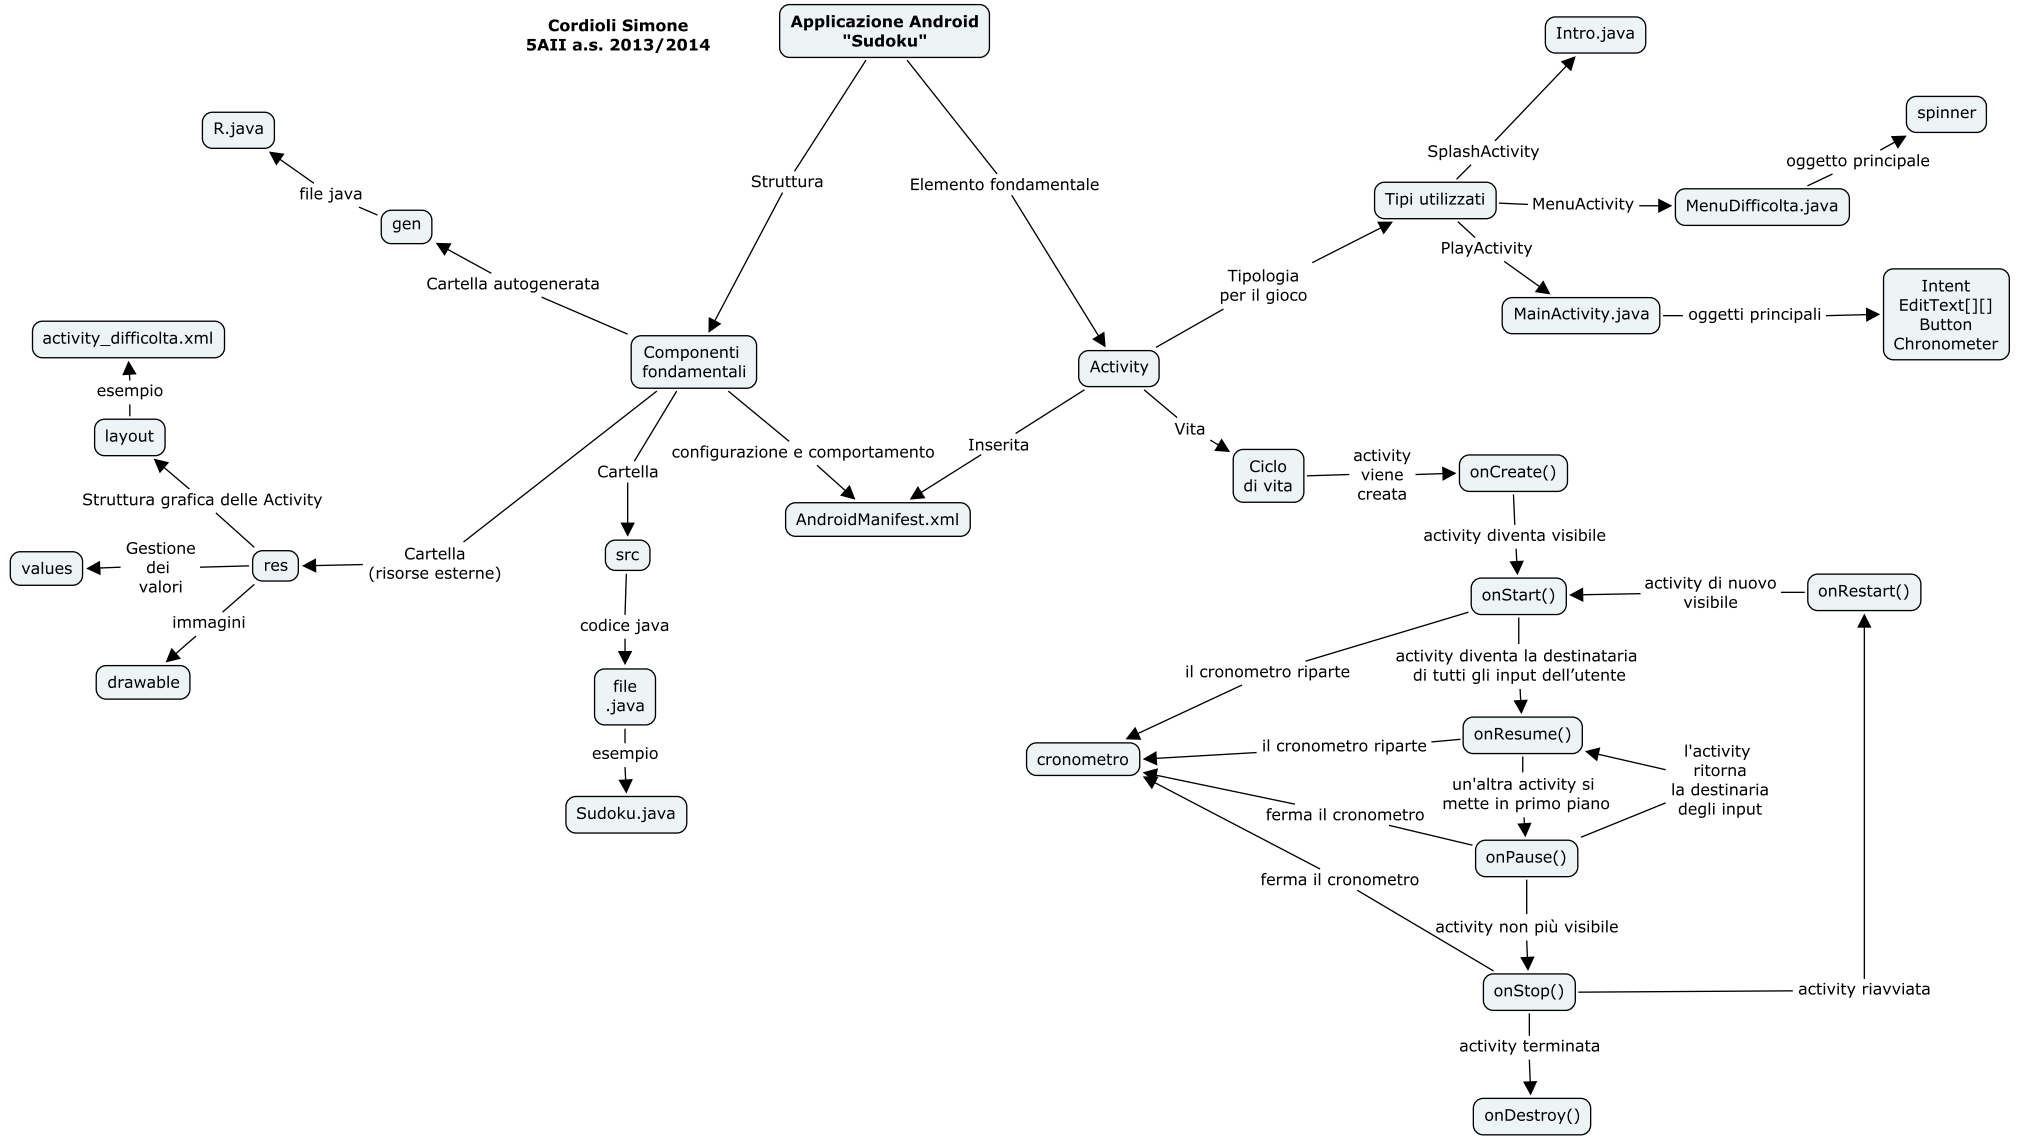 Cordioli Simone
5AII a.s. 2013/2014
Applicazione Android
"Sudoku"
Struttura
Elemento fondamentale
R.java
file java
gen
Cartella autogenerata
Componenti
fondamentali
activity_difficolta.xml
esempio
layout
Struttura grafica delle Activity
values
Gestione
dei
valori
res
immagini
drawable
Cartella
(risorse esterne)
Cartella
src
codice java
file
.java
esempio
Sudoku.java
configurazione e comportamento
AndroidManifest.xml
Inserita
Activity
Tipologia
per il gioco
Tipi utilizzati
SplashActivity
Intro.java
MenuActivity
MenuDifficolta.java
oggetto principale
spinner
PlayActivity
MainActivity.java
oggetti principali
Intent
EditText[][]
Button
Chronometer
Vita
Ciclo
di vita
activity
viene
creata
onCreate()
activity diventa visibile
onStart()
activity di nuovo
visibile
onRestart()
il cronometro riparte
activity diventa la destinataria
di tutti gli input dell’utente
onResume()
il cronometro riparte
cronometro
un'altra activity si
mette in primo piano
l'activity
ritorna
la destinaria
degli input
ferma il cronometro
onPause()
ferma il cronometro
activity non più visibile
onStop()
activity riavviata
activity terminata
onDestroy()